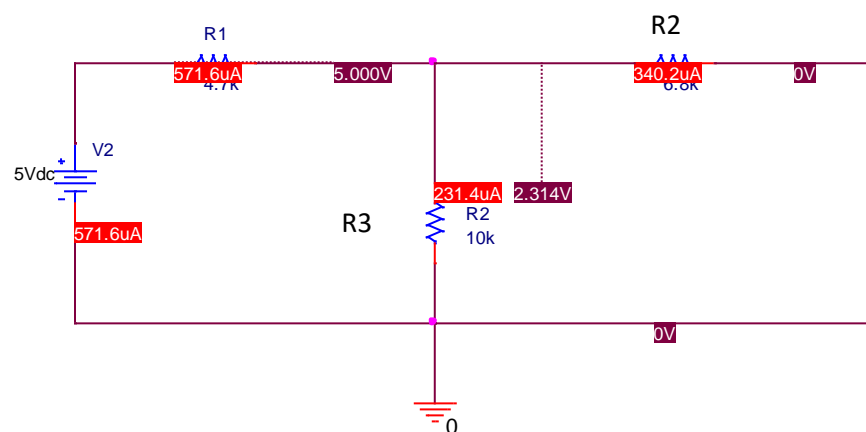 R1
R2
571.6uA
5.000V
340.2uA
0V
4.7k
6.8k
V2
5Vdc
231.4uA
2.314V
R3
R2
10k
571.6uA
0V
0